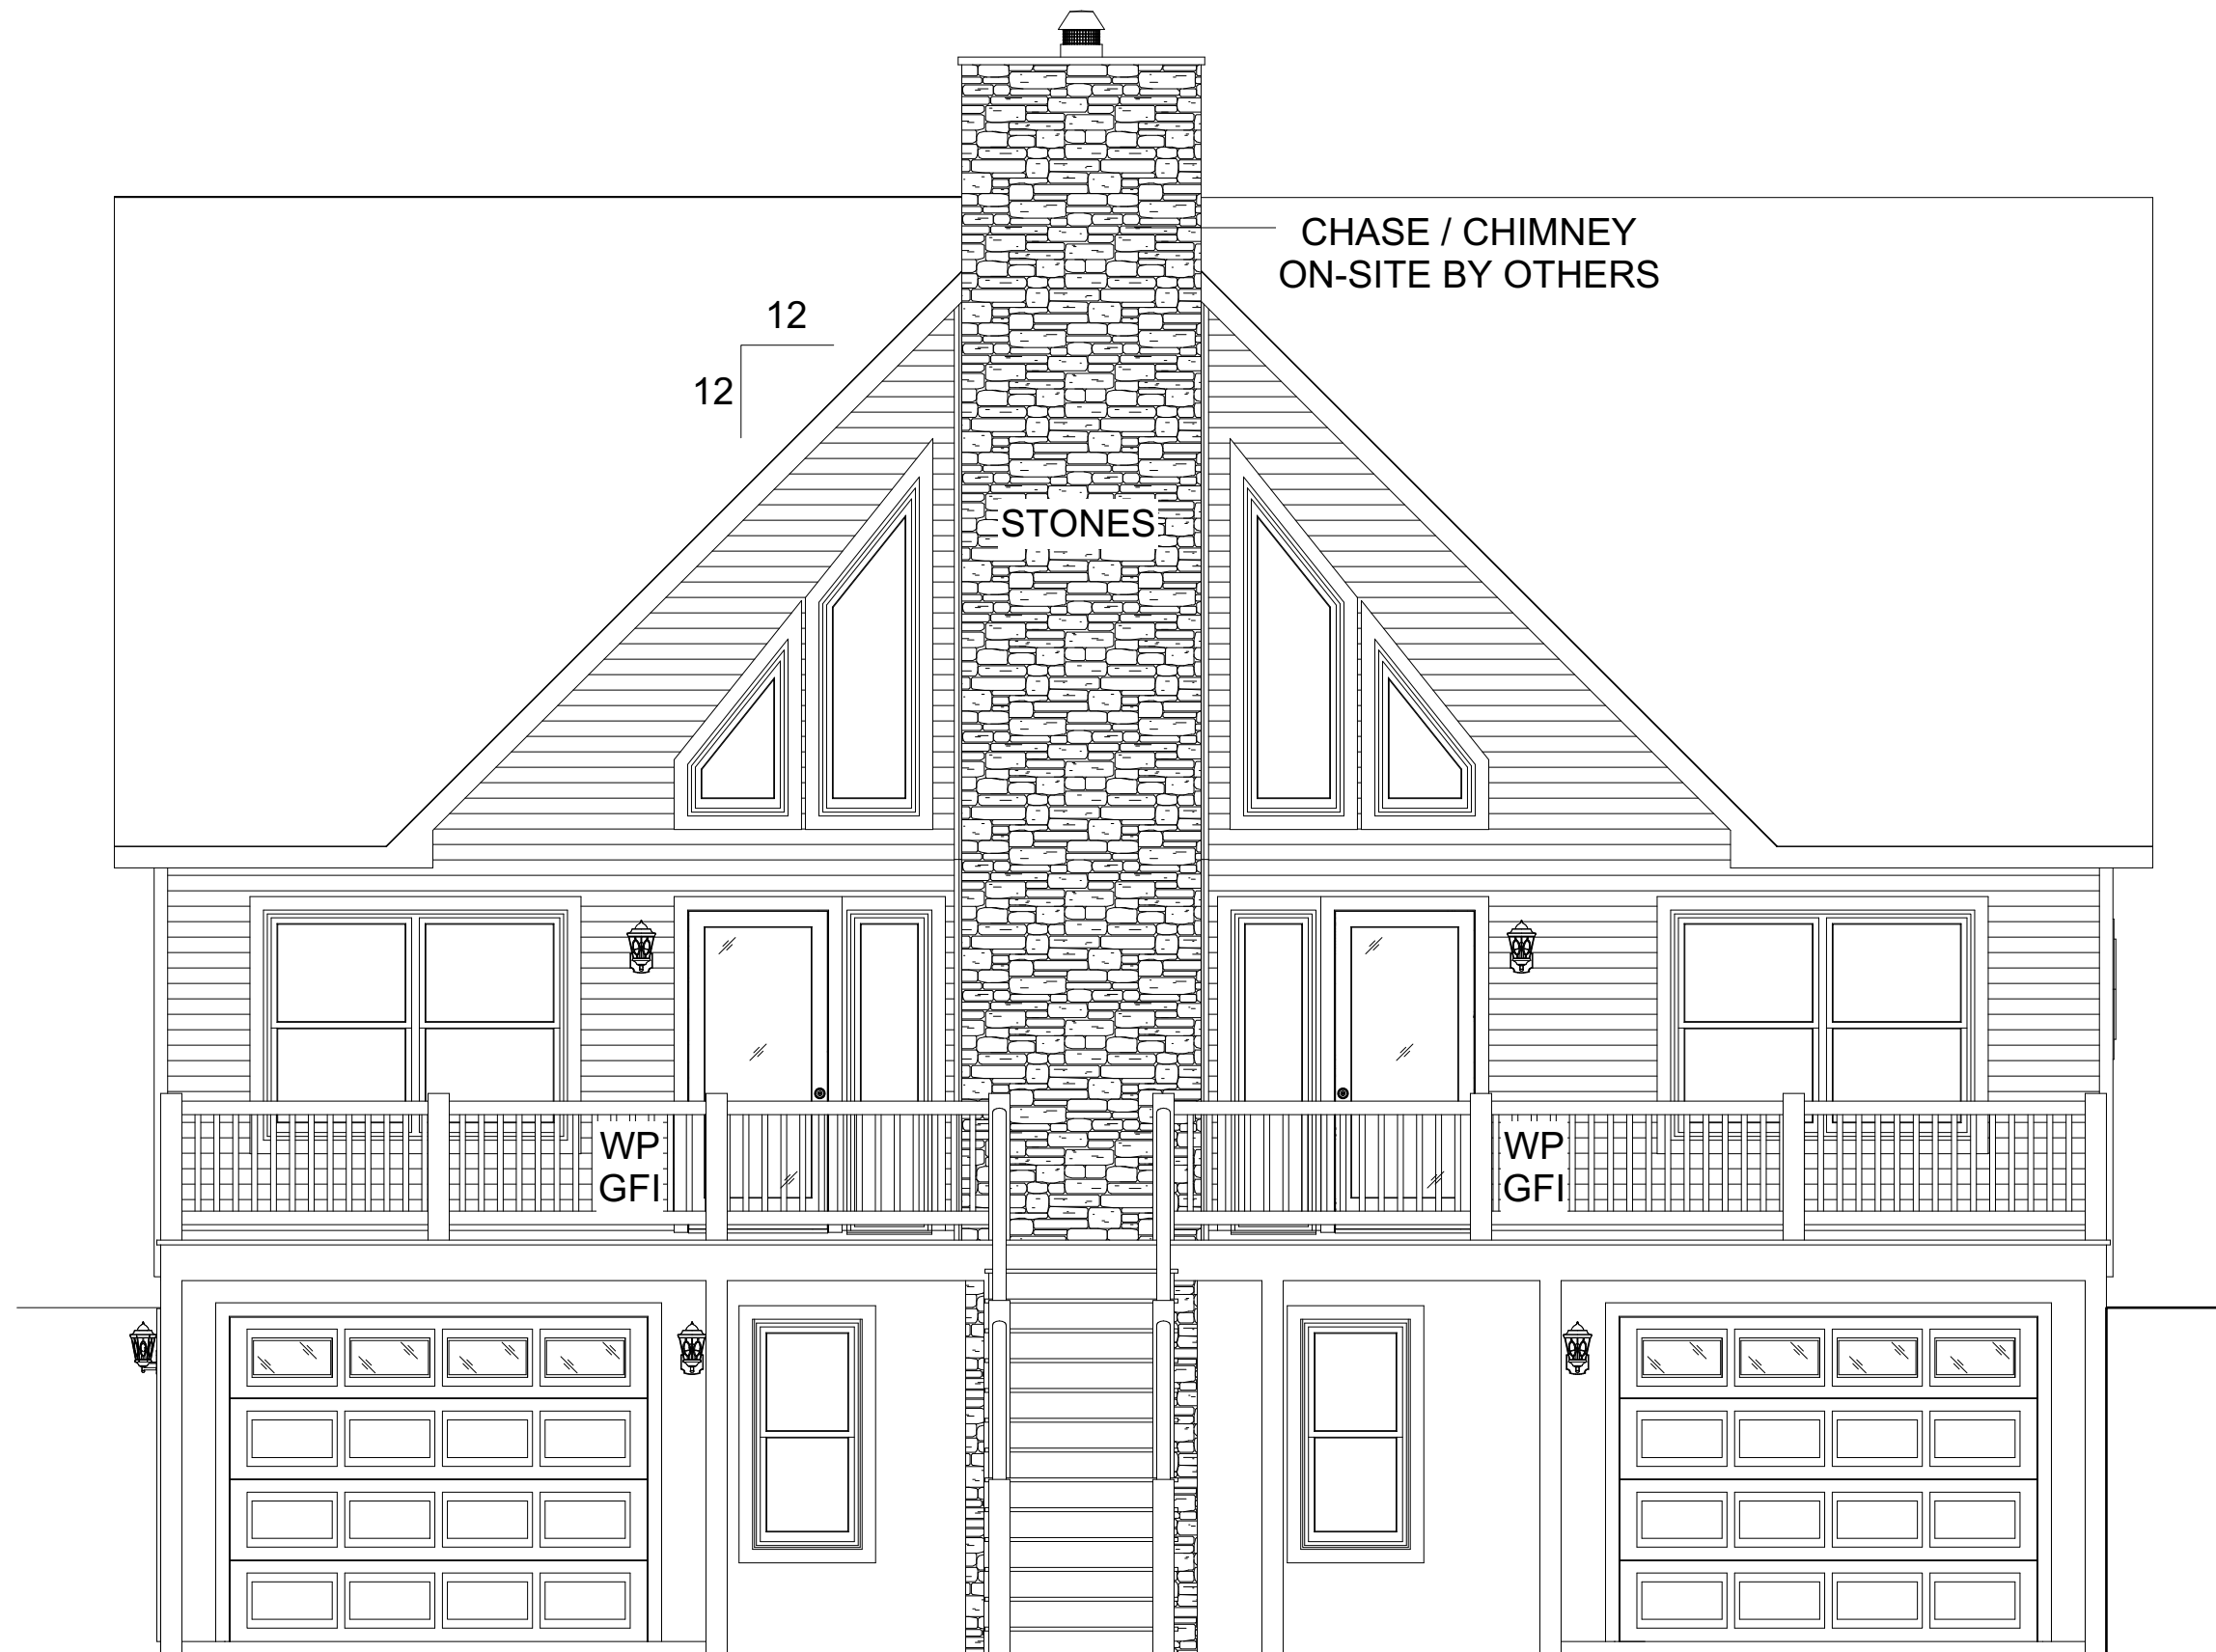 CHASE / CHIMNEY
ON-SITE BY OTHERS
12
12
STONES
WP
GFI
WP
GFI